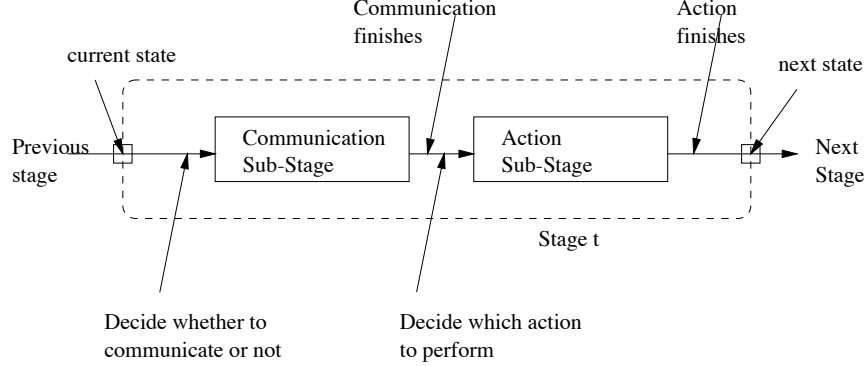 Communication
finishes
Action
finishes
current state
next state
Previous
stage
Communication
Sub-Stage
Action
Sub-Stage
Next
Stage
Stage t
Decide whether to
communicate or not
Decide which action
to perform